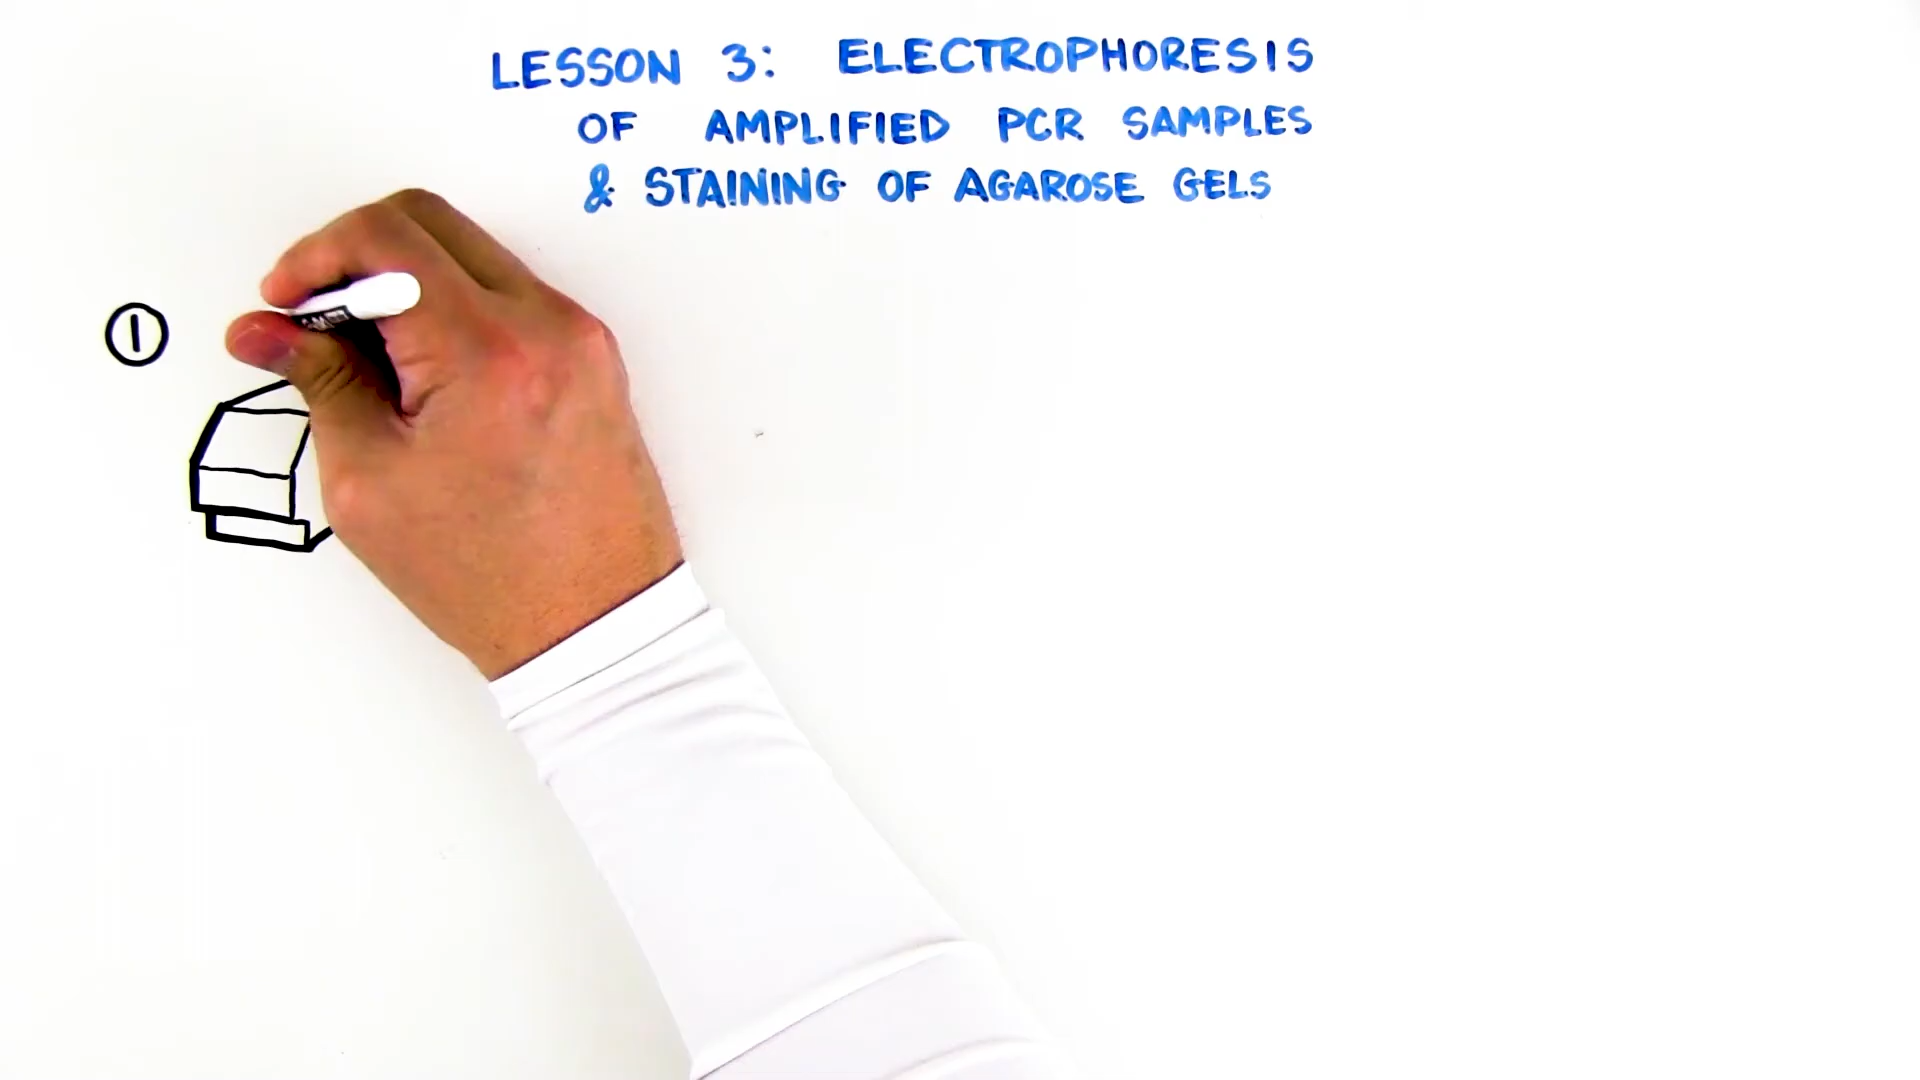 LESSON 3: ELECTROPHORESIS
OF AMPLIFIED PCR SAMPLES
& STAINING OF AGAROSE GELS
1